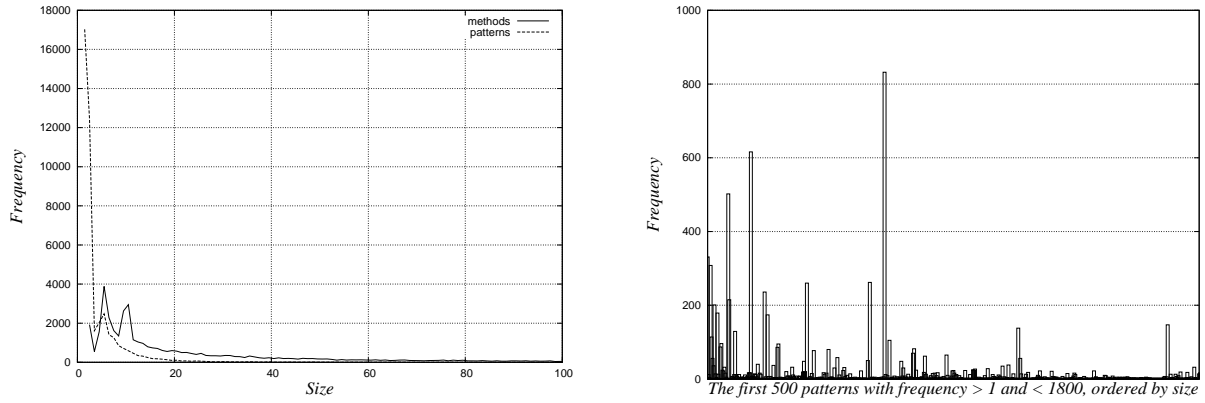 18000
16000
14000
12000
10000
8000
6000
4000
2000
0
0 20 40 60 80 100
Frequency
Size
methods
patterns
1000
800
600
400
200
0
Frequency
The first 500 patterns with frequency > 1 and < 1800, ordered by size